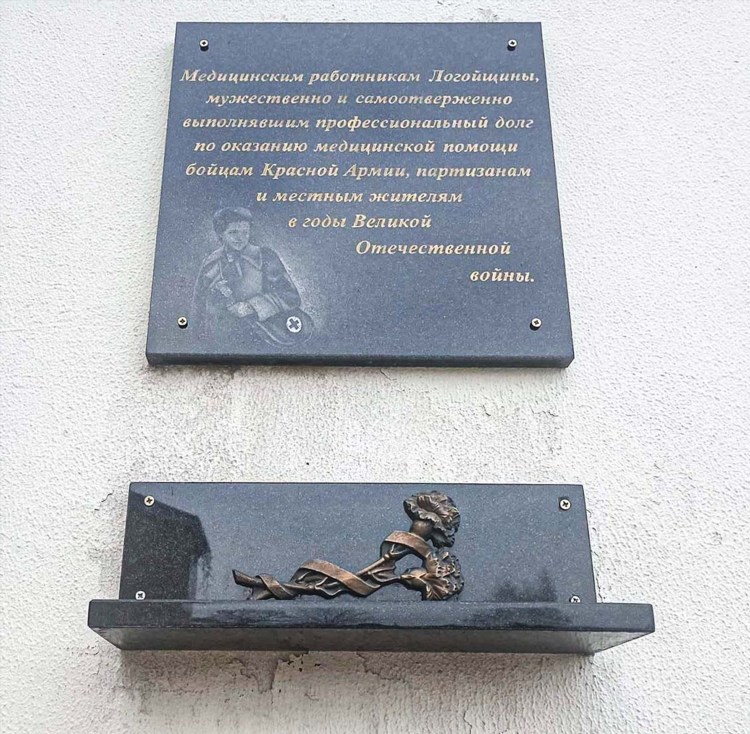 Медицинским работникам Логойщины,
мужественно и самоотверженно
выполнявшим профессиональный долг
по оказанию медицинской помощи
бойцам Красной Армии, партизанам
и местным жителям
в годы Великой
Отечественной
войны.